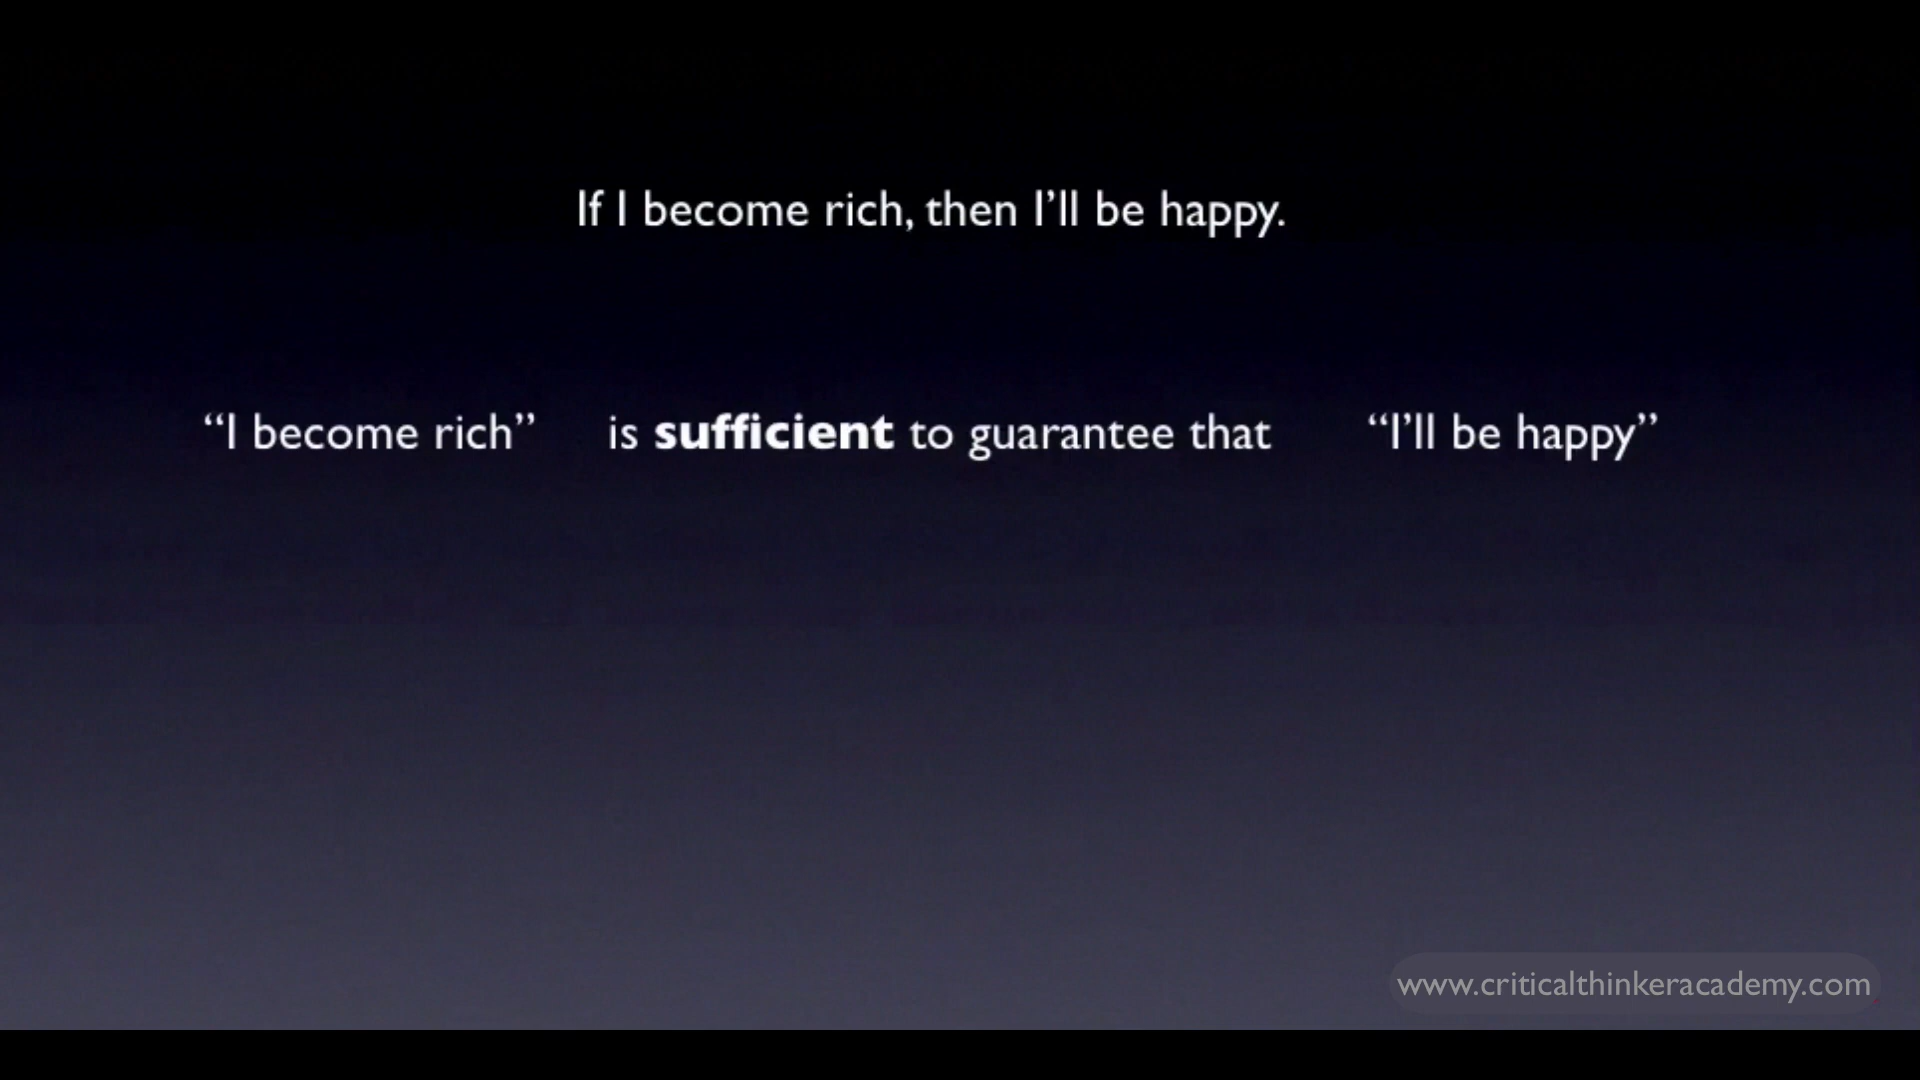 If I become rich, then I’ll be happy.
“I become rich” is sufficient to guarantee that “I’ll be happy”
www.criticalthinkeracademy.com